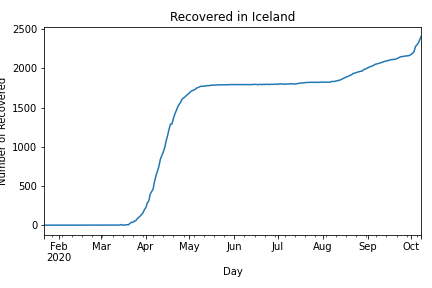 Recovered in Iceland
Number of Recovered
2500
2000
1500
1000
500
0
Feb Mar Apr May Jun Jul Aug Sep Oct
2020
Day